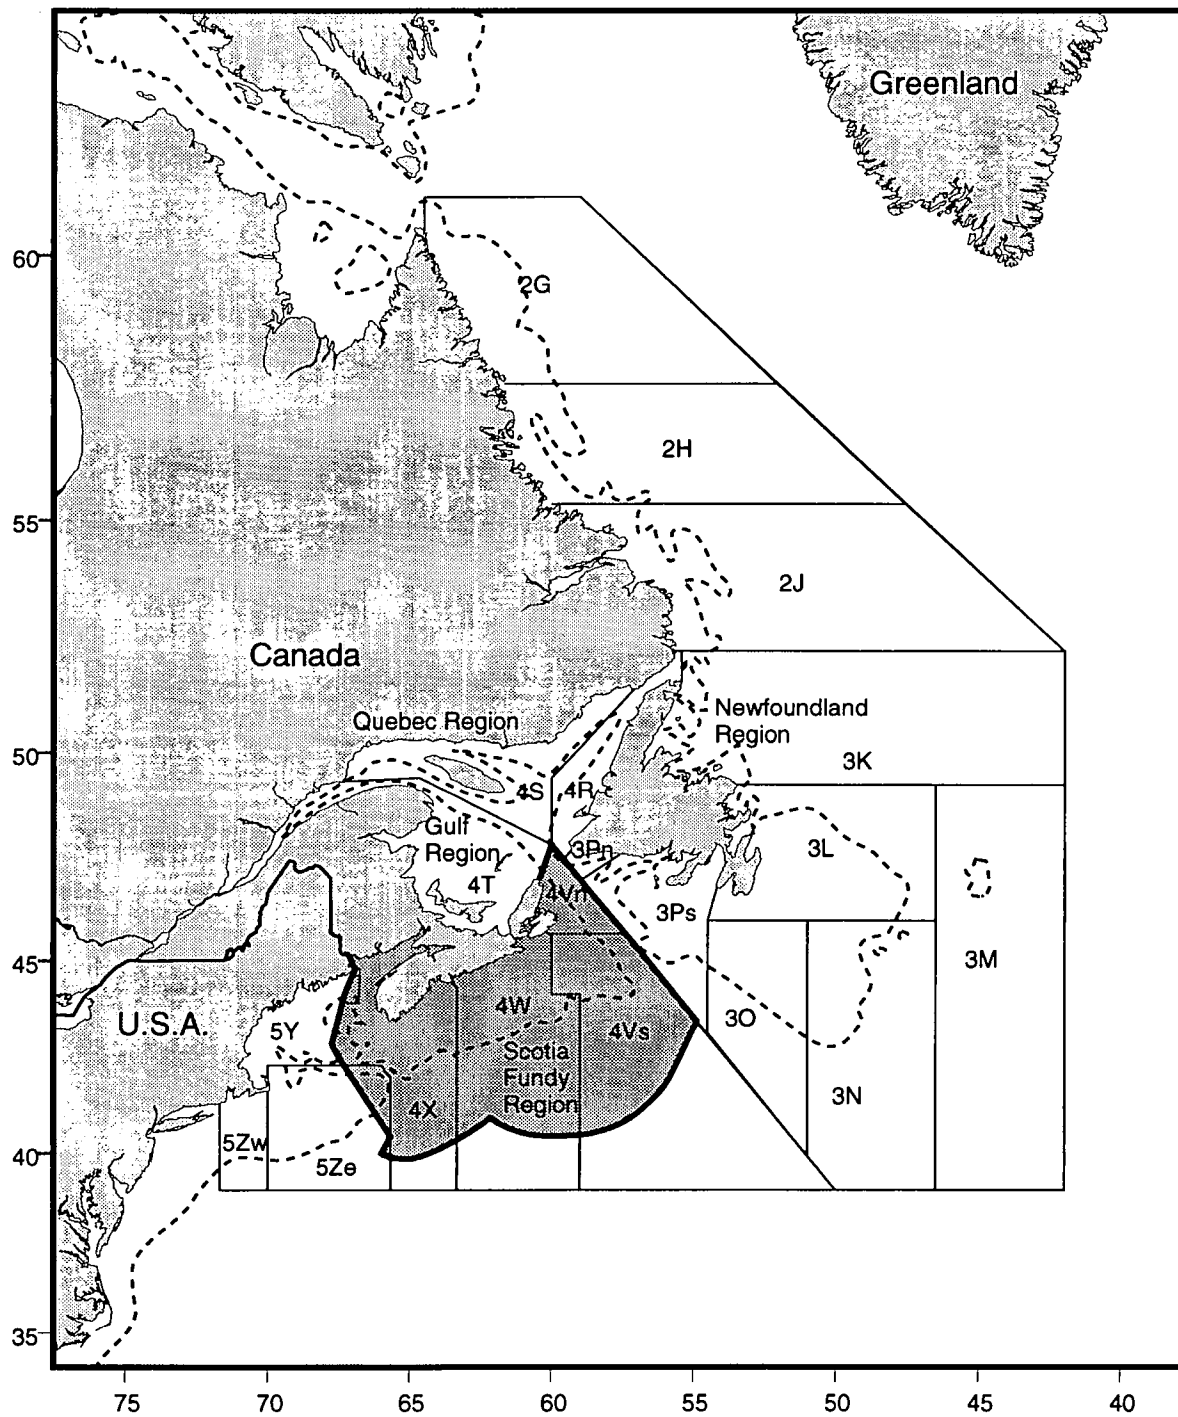 Greenland
60
2G
2H
55
2J
Canada
Quebec Region
Newfoundland
Region
50
3K
4S
4R
Gulf
Region
3Pn
3L
4T
4Vn
3Ps
45
3M
4W
U.S.A.
5Y
3O
4Vs
Scotia
Fundy
Region
4X
3N
40
5Zw
5Ze
35
75
70
65
60
55
50
45
40